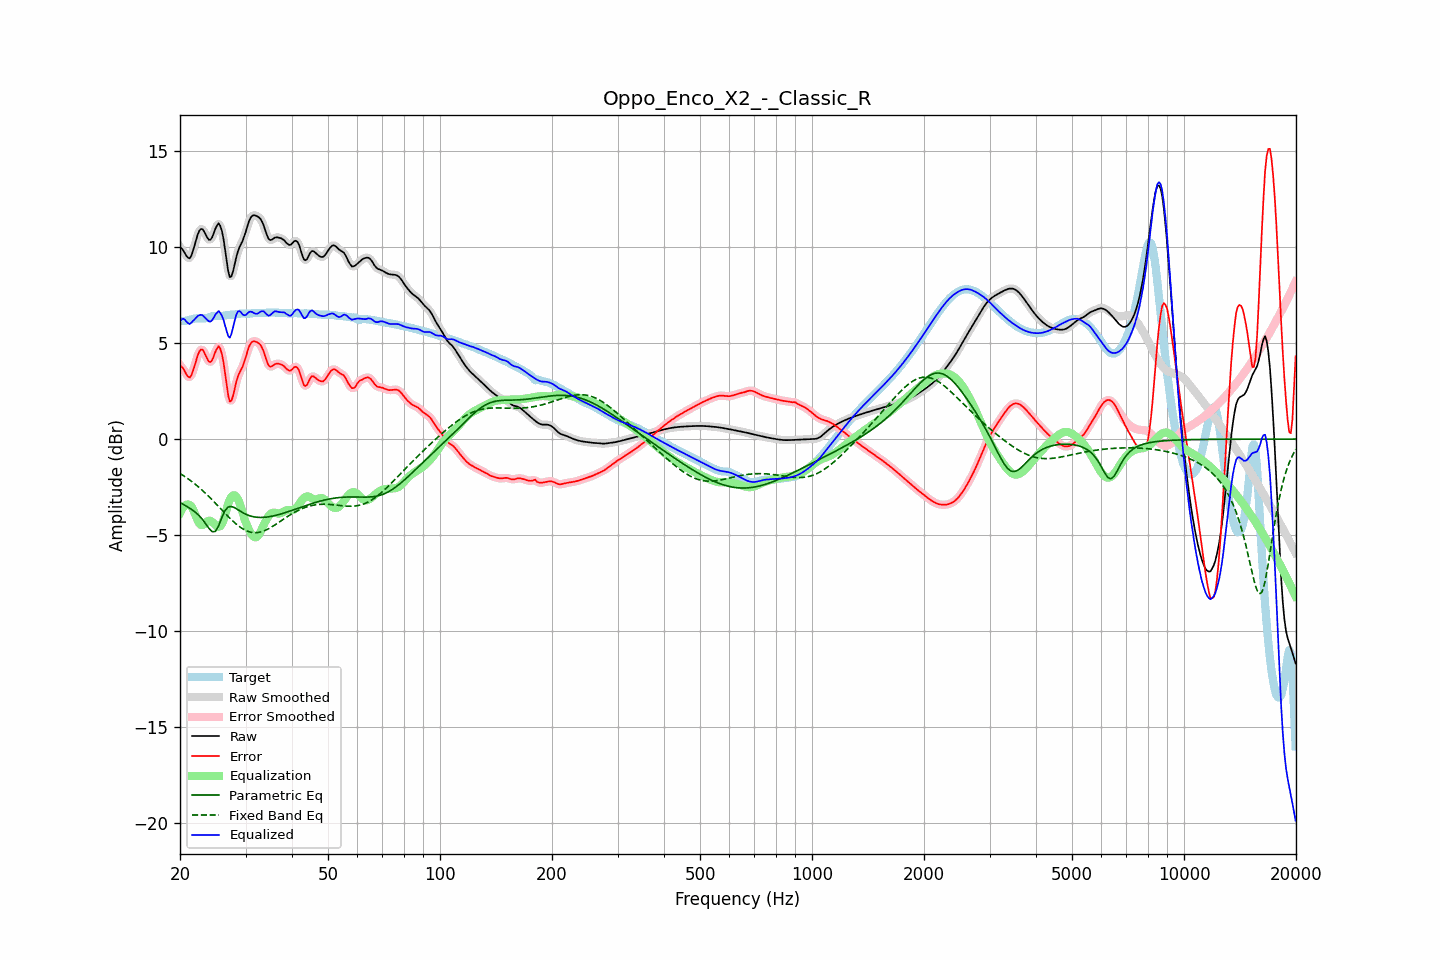 Oppo_Enco_X2_-_Classic_R
Amplitude (dBr)
15
10
5
0
−5
−10
−15
−20
Target
Raw Smoothed
Error Smoothed
Raw
Error
Equalization
Parametric Eq
Fixed Band Eq
Equalized
20 50 100 200 500 1000 2000 5000 10000 20000
Frequency (Hz)